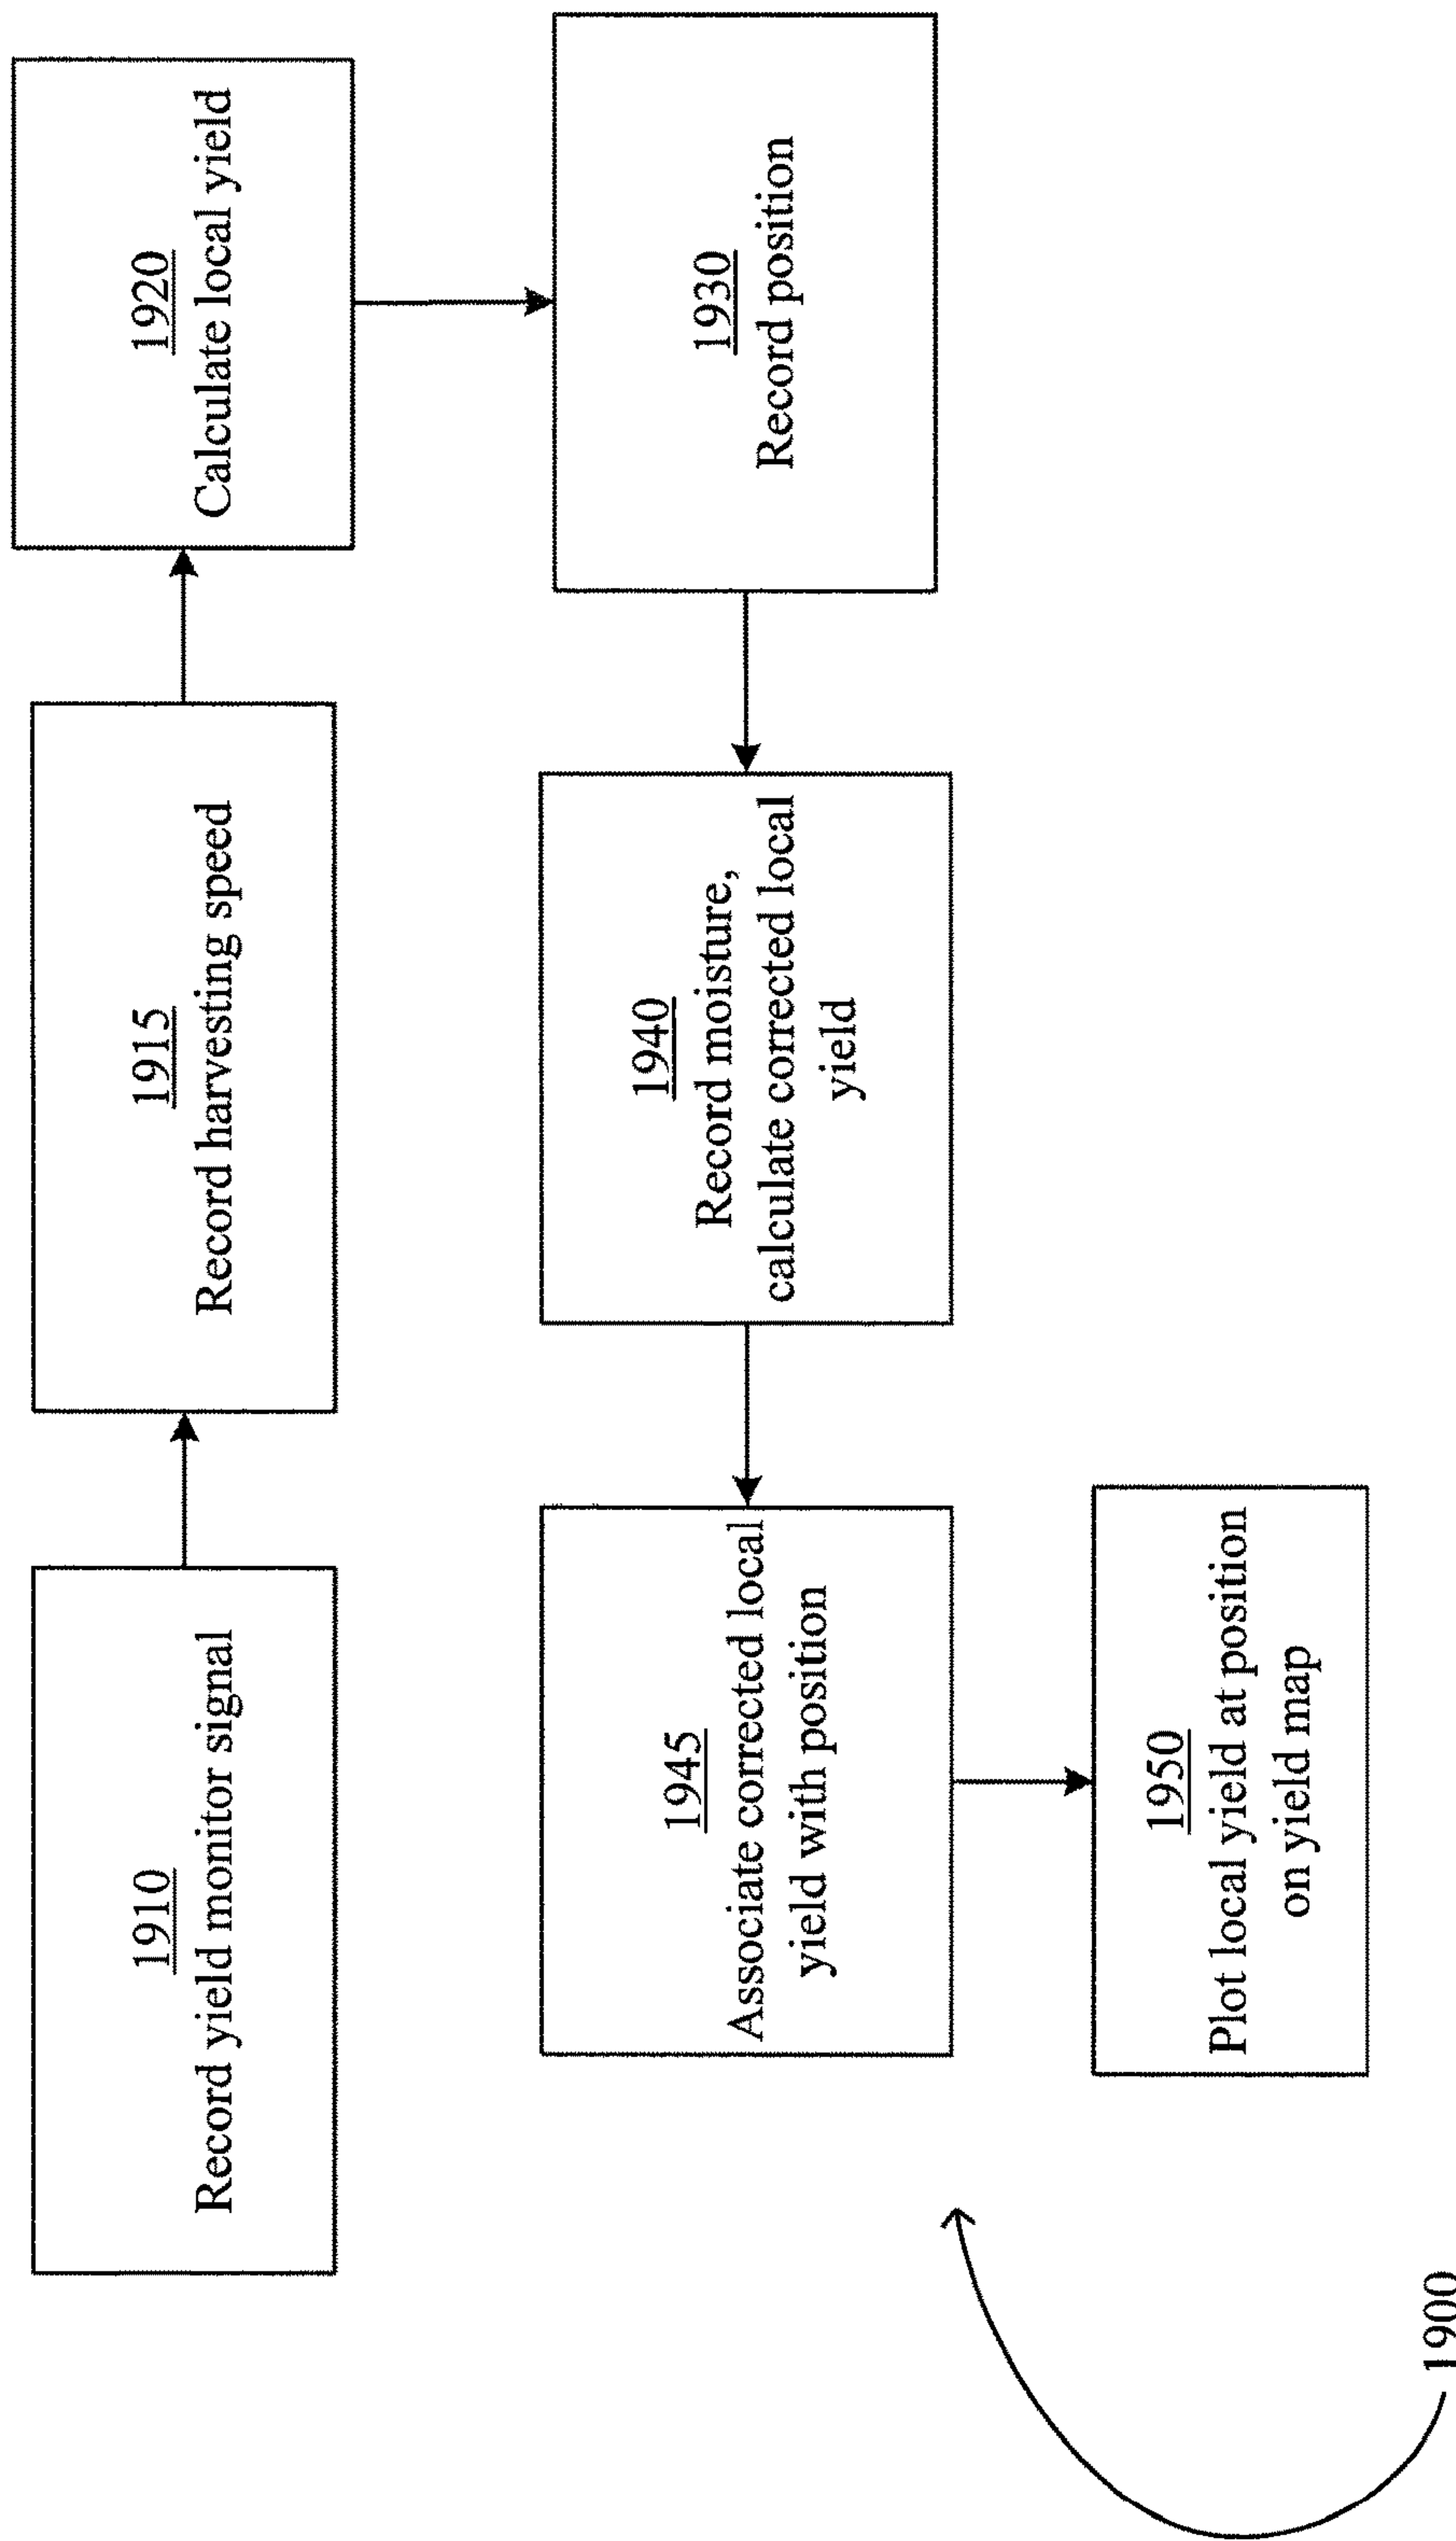 1910
Record yield monitor signal
1915
Record harvesting speed
1920
Calculate local yield
1930
Record position
1940
Record moisture,
calculate corrected local
yield
1945
Associate corrected local
yield with position
1950
Plot local yield at position
on yield map
1900